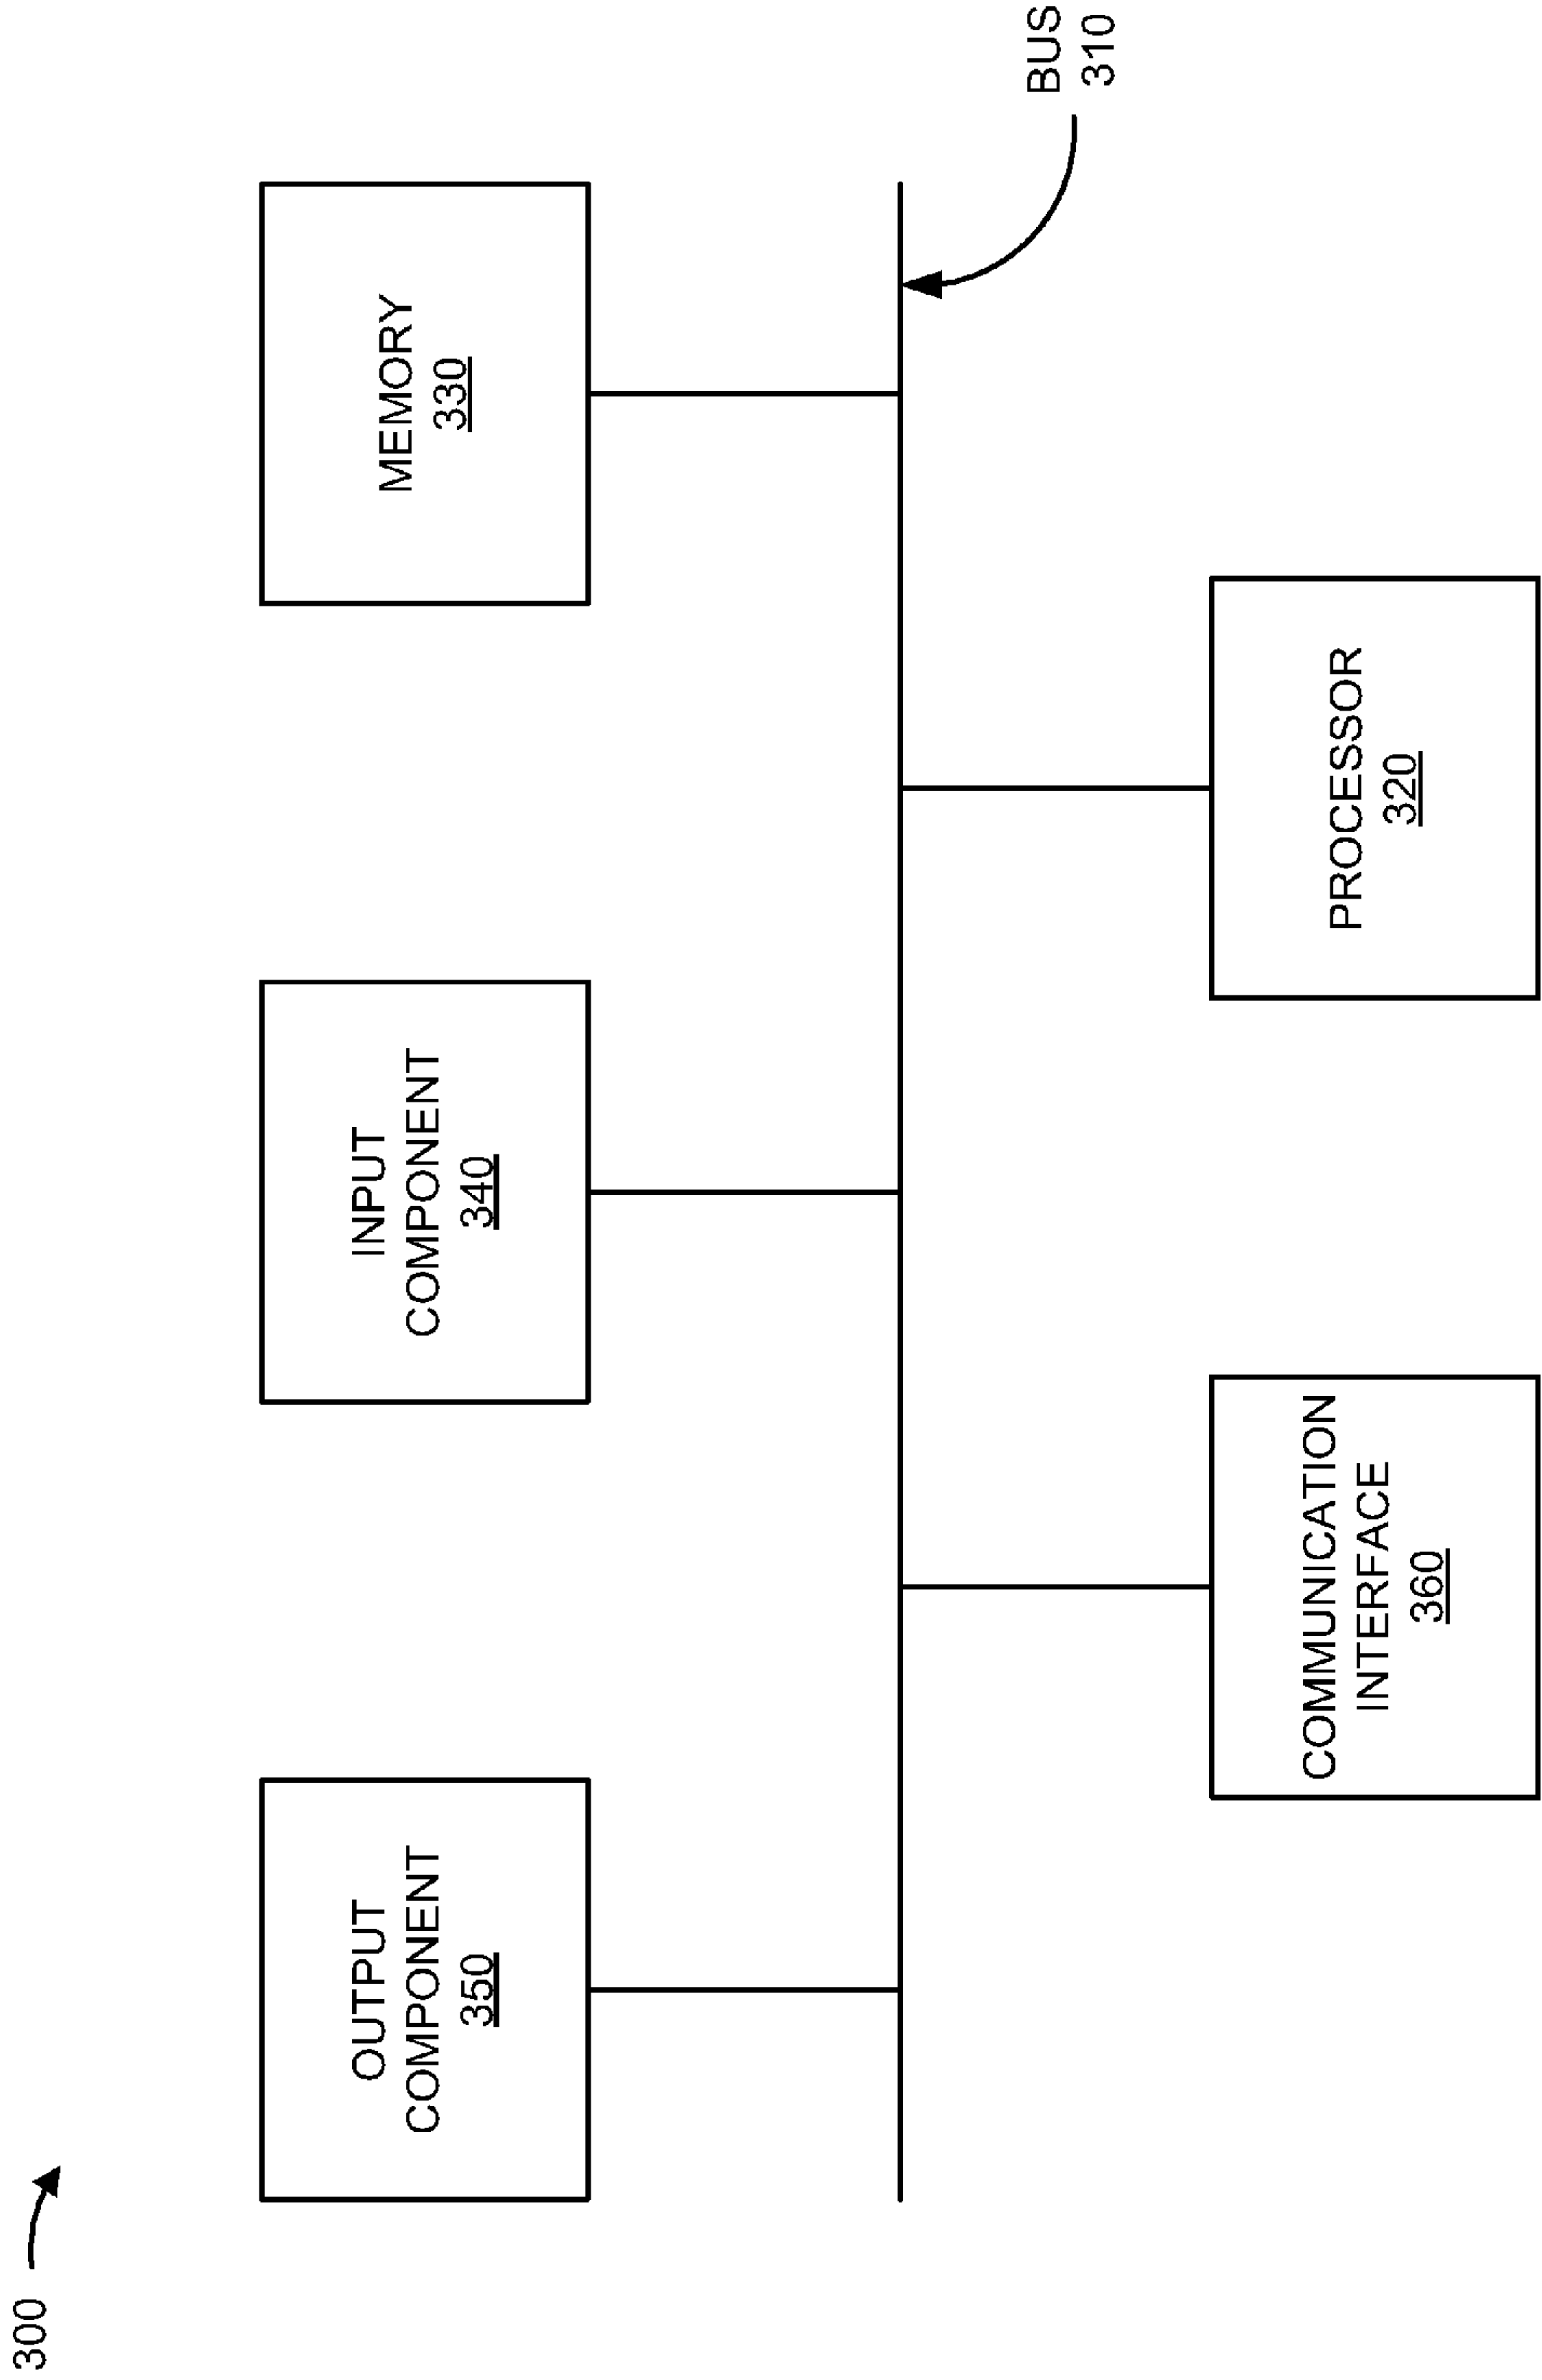 300
OUTPUT
COMPONENT
350
INPUT
COMPONENT
340
MEMORY
330
BUS
310
COMMUNICATION
INTERFACE
360
PROCESSOR
320